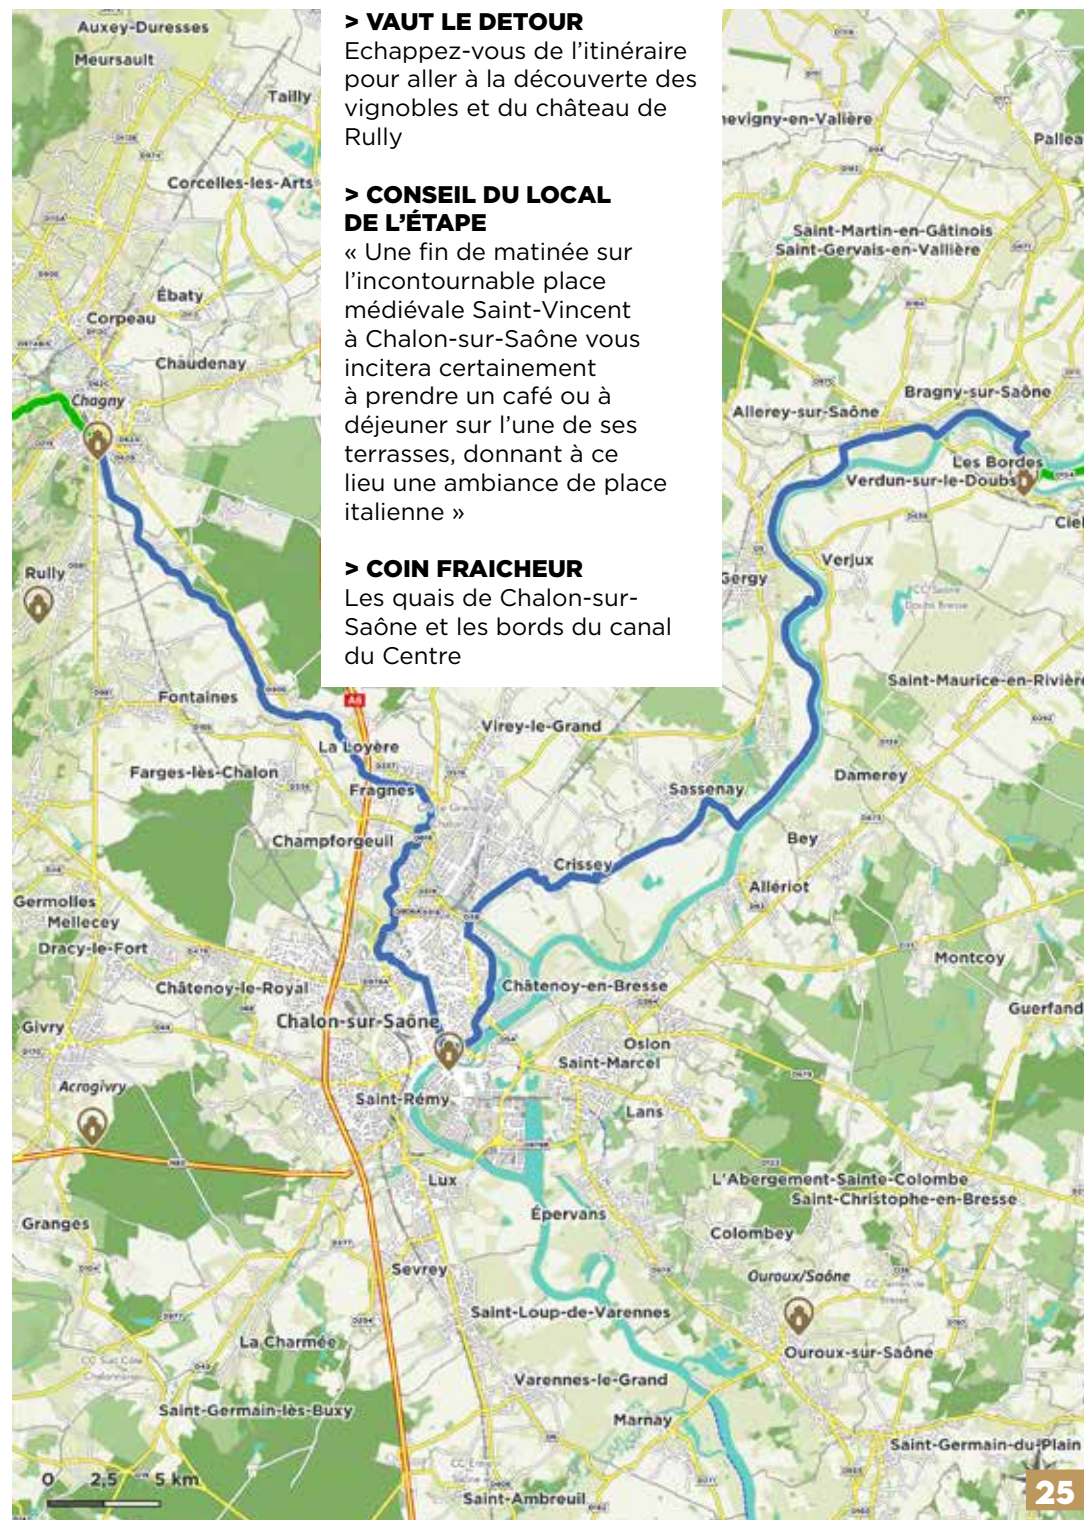 > VAUT LE DETOUR
Echappez-vous de l'itinéraire
pour aller à la découverte des
vignobles et du château de
Rully
> CONSEIL DU LOCAL
DE L'ÉTAPE
« Une fin de matinée sur
l'incontournable place
médiévale Saint-Vincent
à Chalon-sur-Saône vous
incitera certainement
à prendre un café ou à
déjeuner sur l'une de ses
terrasses, donnant à ce
lieu une ambiance de place
italienne »
> COIN FRAICHEUR
Les quais de Chalon-sur-
Saône et les bords du canal
du Centre
Auxey-Duresses
Meursault
Tailly
Corcelles-les-Arts
Ébaty
Corpeau
Chaudenay
Chagny
Rully
Fontaines
La Loyère
Farges-lès-Chalon
Fragnes
Champforgeuil
A6
Virey-le-Grand
Sassenay
Crissey
Germolles
Mellecey
Dracy-le-Fort
Châtenoy-le-Royal
Givry
Acrogivry
Chalon-sur-Saône
Châtenoy-en-Bresse
Oslon
Saint-Marcel
Saint-Rémy
Lans
Lux
Granges
Épervans
Sevrey
La Charmée
Saint-Loup-de-Varennes
Varennes-le-Grand
Saint-Germain-lès-Buxy
Marnay
Saint-Ambreuil
evigny-en-Valière
Pallea
Saint-Martin-en-Gâtinois
Saint-Gervais-en-Vallière
Bragny-sur-Saône
Allerey-sur-Saône
Les Bordes
Verdun-sur-le-Doubs
Ciel
Verjux
Gergy
Saint-Maurice-en-Rivière
Damerey
Bey
Allériot
Montcoy
Guerfand
L'Abergement-Sainte-Colombe
Saint-Christophe-en-Bresse
Colombey
Ouroux/Saône
Ouroux-sur-Saône
Saint-Germain-du-Plain
0 2,5 5 km
25